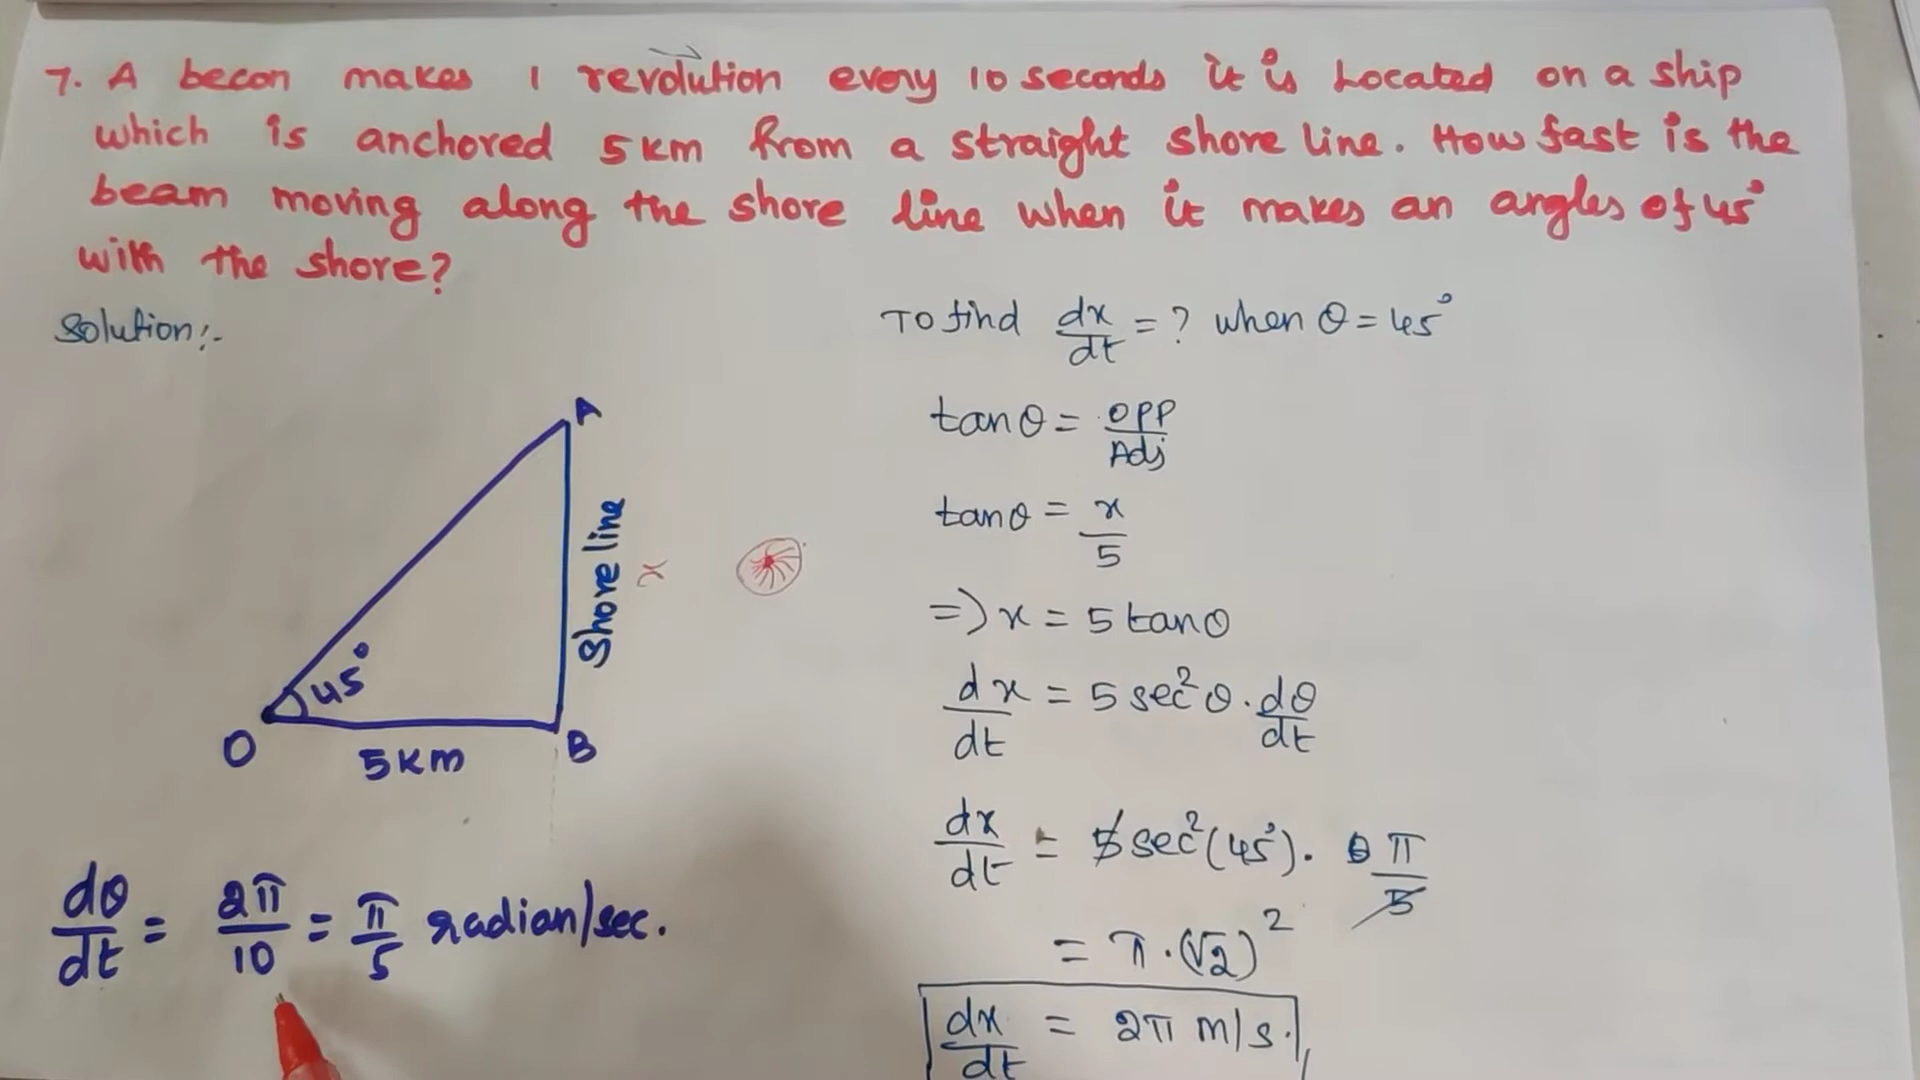 7. A becon makes 1 revolution every 10 seconds it is Located on a ship
which is anchored 5 km from a straight shore line. How fast is the
beam moving along the shore line when it makes an angles of 45°
with the shore?
Solution:-
A
Shore line
x
45°
O
5 km
B
dθ/dt = 2π/10 = π/5 radian/sec.
To find dx/dt = ? when θ = 45°
tanθ = opp/Adj
tanθ = x/5
=) x = 5 tanθ
dx/dt = 5 sec²θ. dθ/dt
dx/dt = 5 sec²(45°). π/5
= π.(√2)²
dx/dt = 2π m/s.